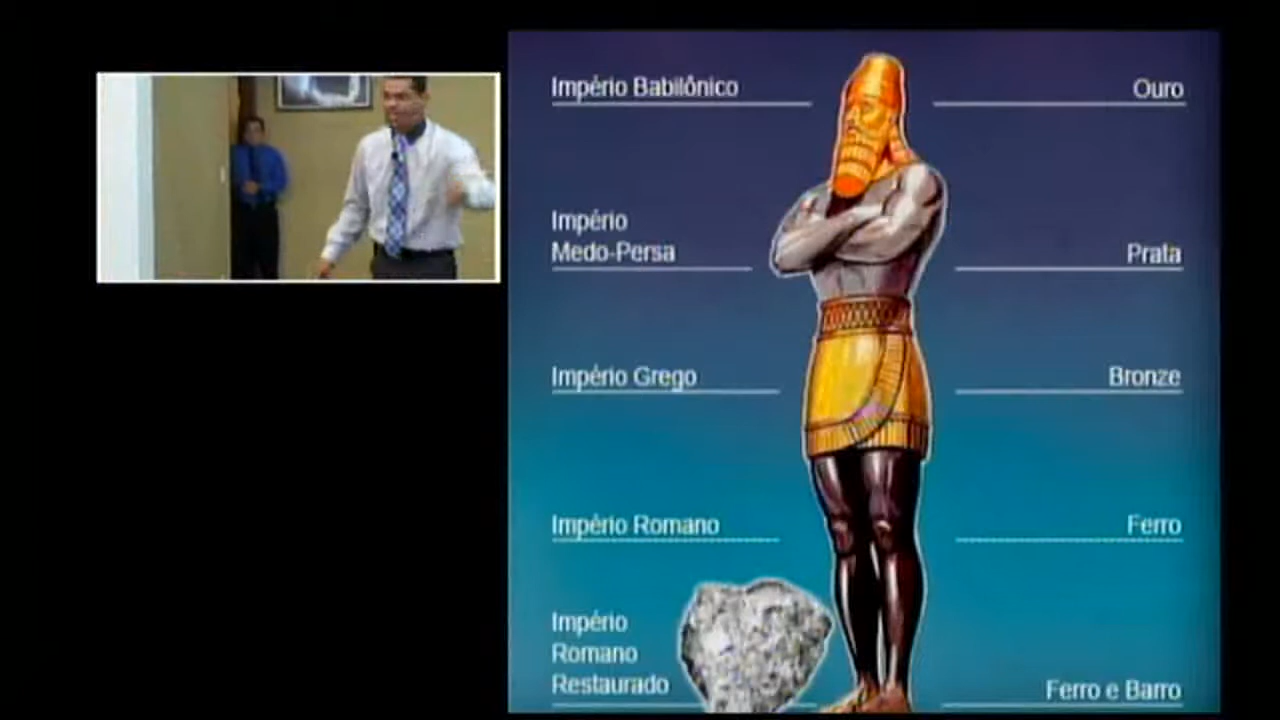 Império Babilônico
Ouro
Império
Medo-Persa
Prata
Império Grego
Bronze
Império Romano
Ferro
Império
Romano
Restaurado
Ferro e Barro